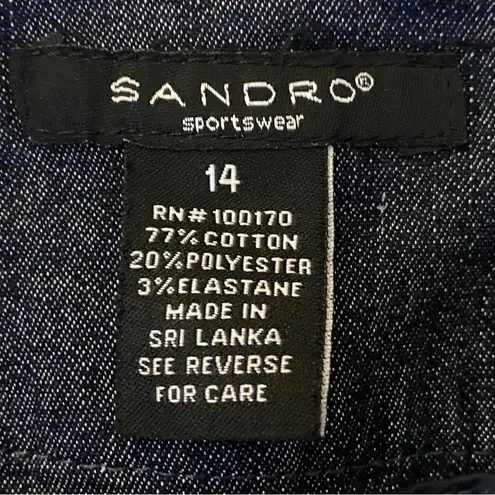 SANDRO®
sportswear
14
RN# 100170
77% COTTON
20% POLYESTER
3% ELASTANE
MADE IN
SRI LANKA
SEE REVERSE
FOR CARE